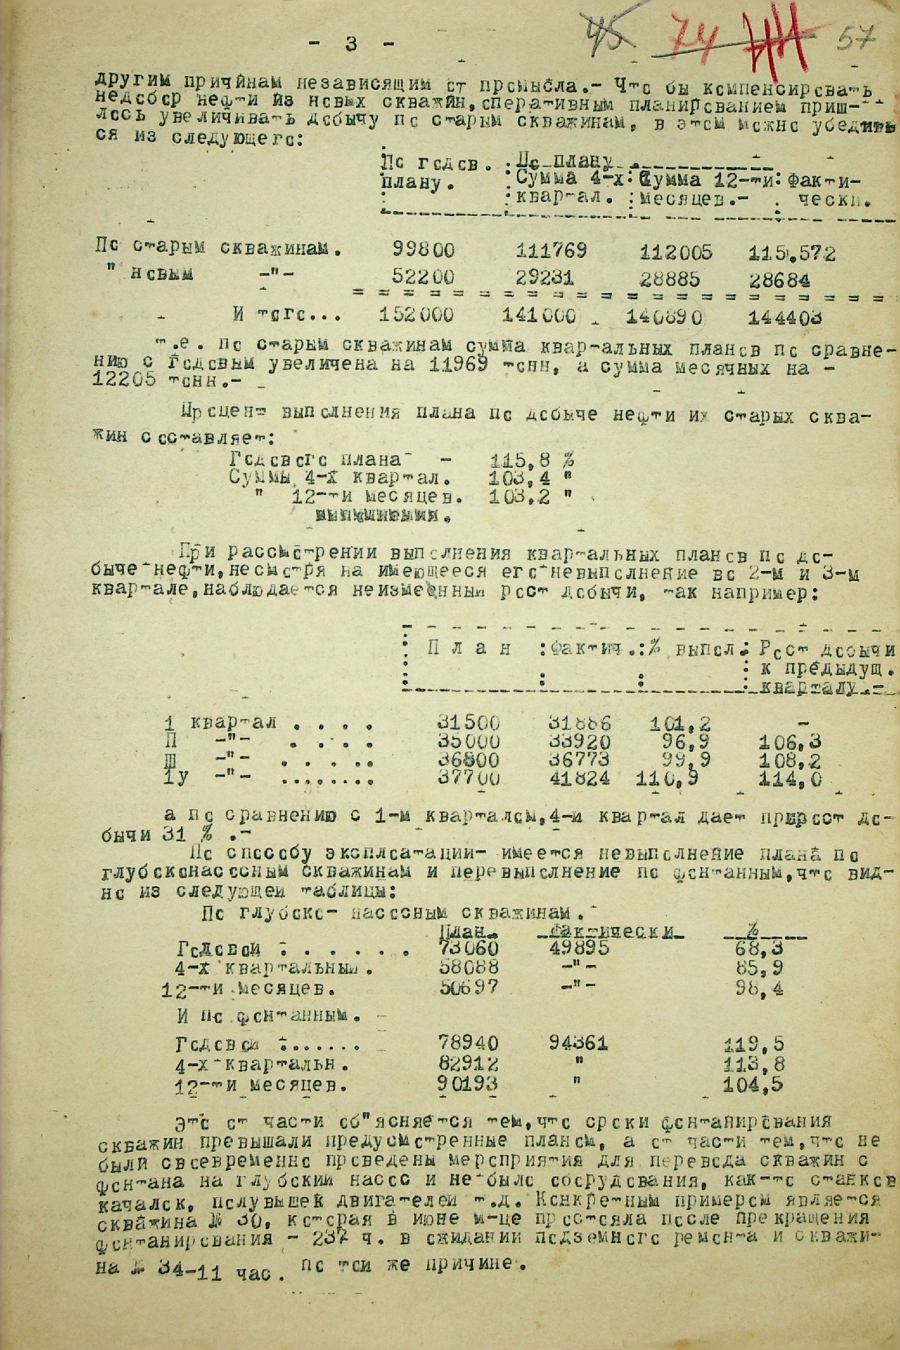 - 3 -
45 74 57
другим причинам независящим от промысла.- Что бы компенсировать
недобор нефти из новых скважин,оперативным планированием приш-
лось увеличивать добычу по старым скважинам, в этом можно убедить
ся из следующего:
По годов. : По плану
плану. : Сумма 4-х: Сумма 12-ти: Факти-
: квартал. : месяцев.- : чески.
По старым скважинам. 99800 111769 112005 115.572
" новым -"- 52200 29231 28885 28684
= = = = = = = = = = = = = = = = = =
И того... 152000 141000 140890 144403
т.е. по старым скважинам сумма квартальных планов по сравне-
нию с годовым увеличена на 11969 тонн, а сумма месячных на -
12205 тонн.-
Процент выполнения плана по добыче нефти их старых сква-
жин составляет:
Годового плана - 115,8 %
Суммы 4-х квартал. 103,4 "
" 12-ти месяцев. 103,2 "
При рассмотрении выполнения квартальных планов по до-
быче нефти,несмотря на имеющееся его невыполнение во 2-м и 3-м
квартале,наблюдается неизменный рост добычи, так например:
: П л а н :Фактич.:% выпол: Рост добычи
: : : : к предыдущ.
: : : : кварталу.-
1 квартал . . . . 31500 31886 101,2 -
П -"- . . . . 35000 33920 96,9 106,3
Ш -"- . . . . . 36800 36773 99,9 108,2
1у -"- ........ 37700 41824 110,9 114,0
а по сравнению с 1-м кварталом,4-й квартал дает прирост до-
бычи 31 % .-
По способу эксплоатации- имеется невыполнение плана по
глубоконасосным скважинам и перевыполнение по фонтанным,что вид-
но из следующей таблицы:
По глубоко- насосным скважинам.
План. Фактически %
Годовой : . . . . . . 73060 49895 68,3
4-х квартальный . 58088 -"- 85,9
12-ти месяцев. 50697 -"- 98,4
И по фонтанным.
Годовой :....... 78940 94361 119,5
4-х квартальн. 82912 " 113,8
12-ти месяцев. 90193 " 104,5
Это от части об"ясняется тем,что сроки фонтанирования
скважин превышали предусмотренные планом, а от части тем,что не
были своевременно проведены мероприятия для перевода скважин с
фонтана на глубокий насос и не было оборудования, как-то станков
качалок, полувышек двигателей т.д. Конкретным примером является
скважина № 30, которая в июне м-це простояла после прекращения
фонтанирования - 237 ч. в ожидании подземного ремонта и скважи-
на № 34-11 час. по той же причине.